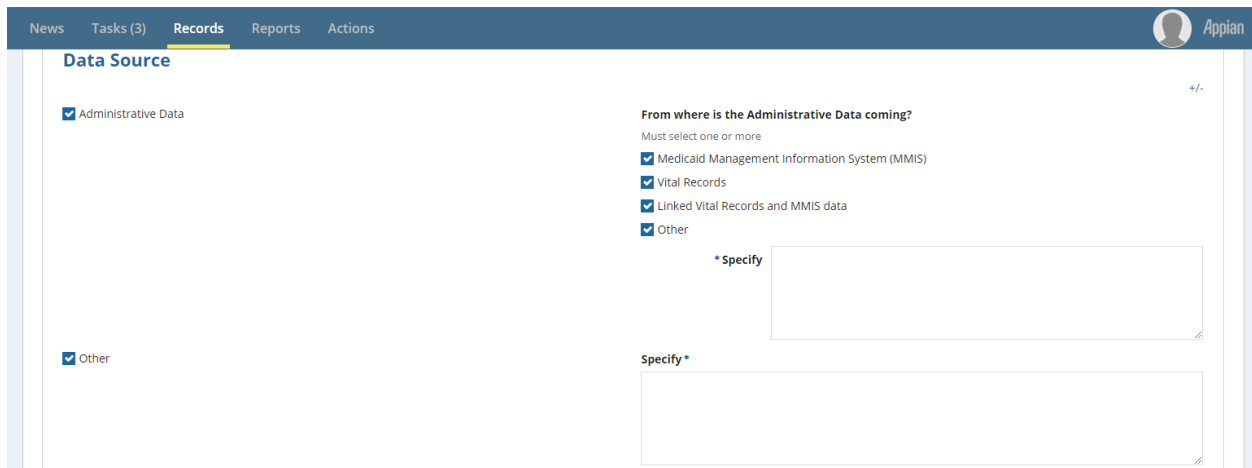 News Tasks (3) Records Reports Actions Appian
Data Source
+/-
Administrative Data
From where is the Administrative Data coming?
Must select one or more
Medicaid Management Information System (MMIS)
Vital Records
Linked Vital Records and MMIS data
Other
* Specify
Other
Specify *